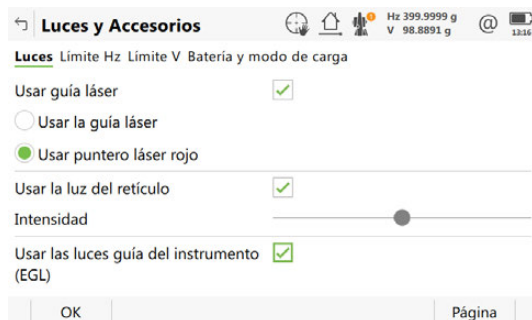 Luces y Accesorios
Hz 399.9999 g
V 98.8891 g
@
13:16
Luces Límite Hz Límite V Batería y modo de carga
Usar guía láser
Usar la guía láser
Usar puntero láser rojo
Usar la luz del retículo
Intensidad
Usar las luces guía del instrumento
(EGL)
OK Página